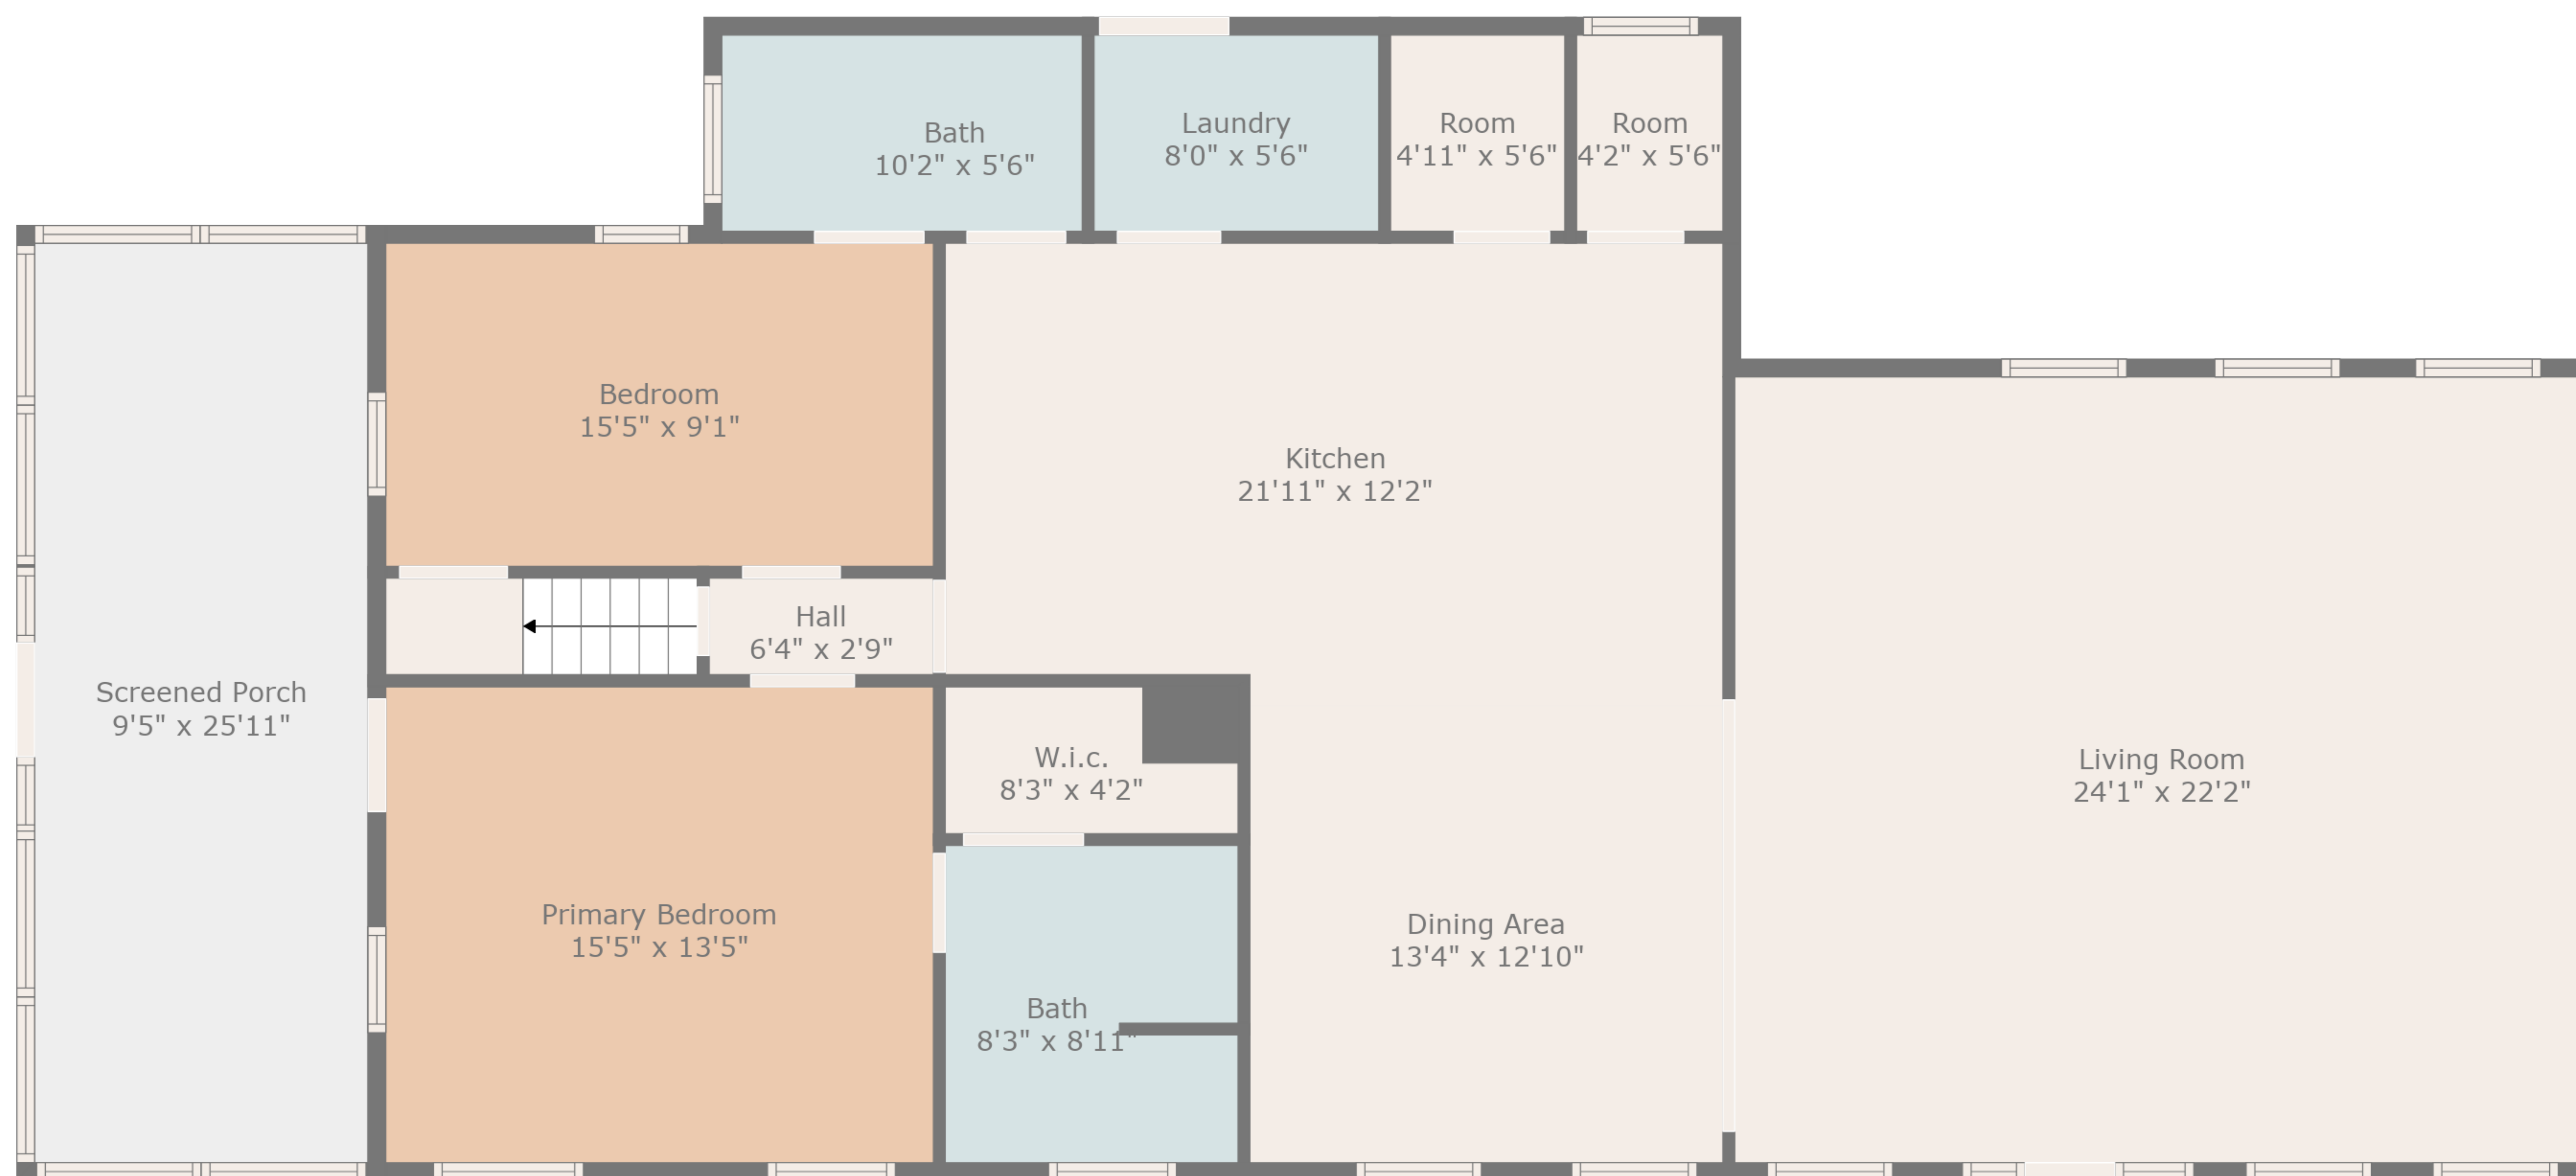 Bath
10'2" x 5'6"
Laundry
8'0" x 5'6"
Room
4'11" x 5'6"
Room
4'2" x 5'6"
Bedroom
15'5" x 9'1"
Kitchen
21'11" x 12'2"
Hall
6'4" x 2'9"
Screened Porch
9'5" x 25'11"
W.i.c.
8'3" x 4'2"
Living Room
24'1" x 22'2"
Primary Bedroom
15'5" x 13'5"
Dining Area
13'4" x 12'10"
Bath
8'3" x 8'11"